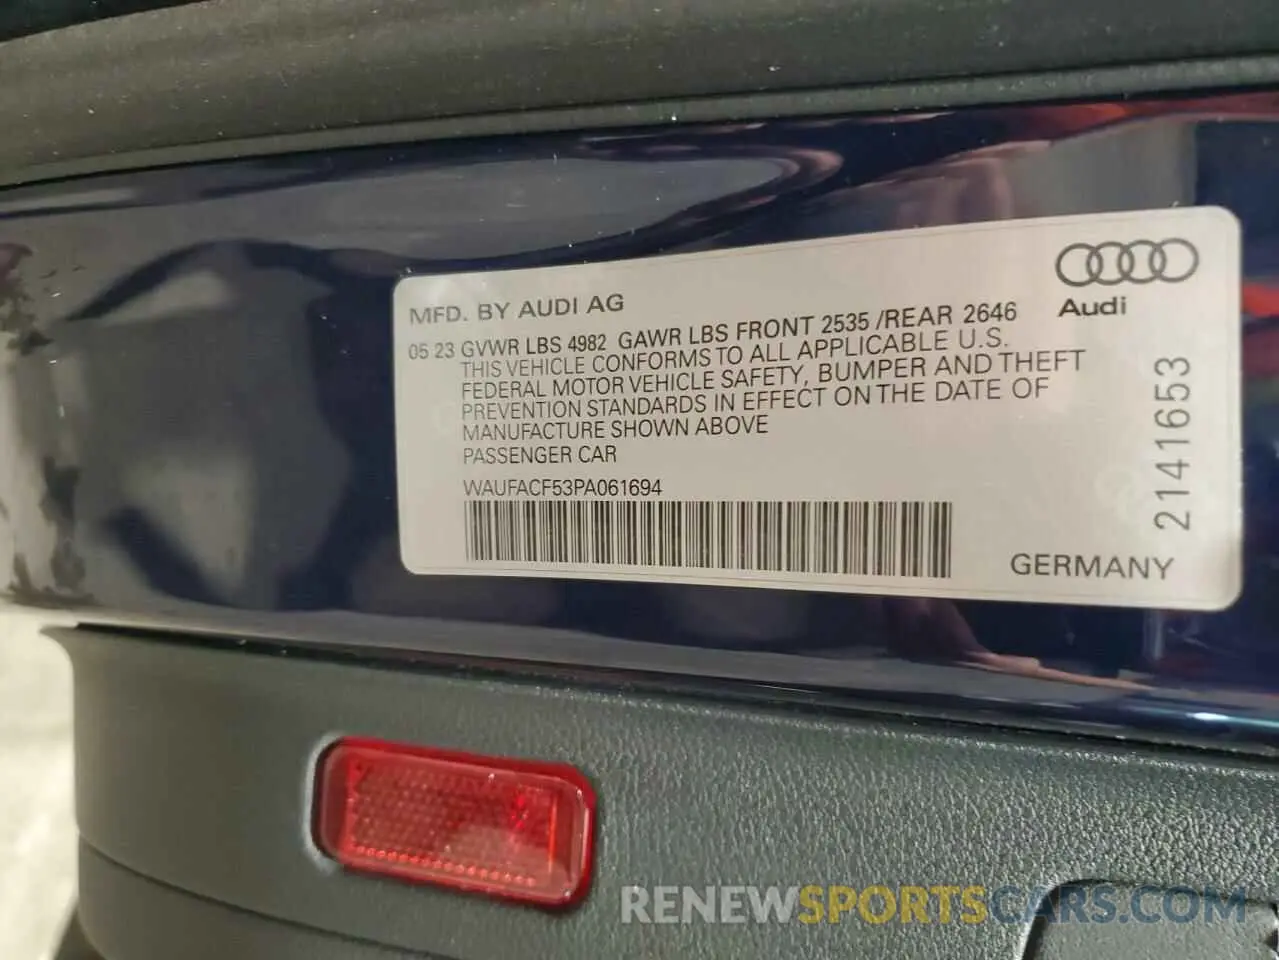 MFD. BY AUDI AG
Audi
05 23 GVWR LBS 4982 GAWR LBS FRONT 2535 /REAR 2646
THIS VEHICLE CONFORMS TO ALL APPLICABLE U.S.
FEDERAL MOTOR VEHICLE SAFETY, BUMPER AND THEFT
PREVENTION STANDARDS IN EFFECT ON THE DATE OF
MANUFACTURE SHOWN ABOVE
PASSENGER CAR
WAUFACF53PA061694
GERMANY
2141653
RENEWSPORTSCARS.COM